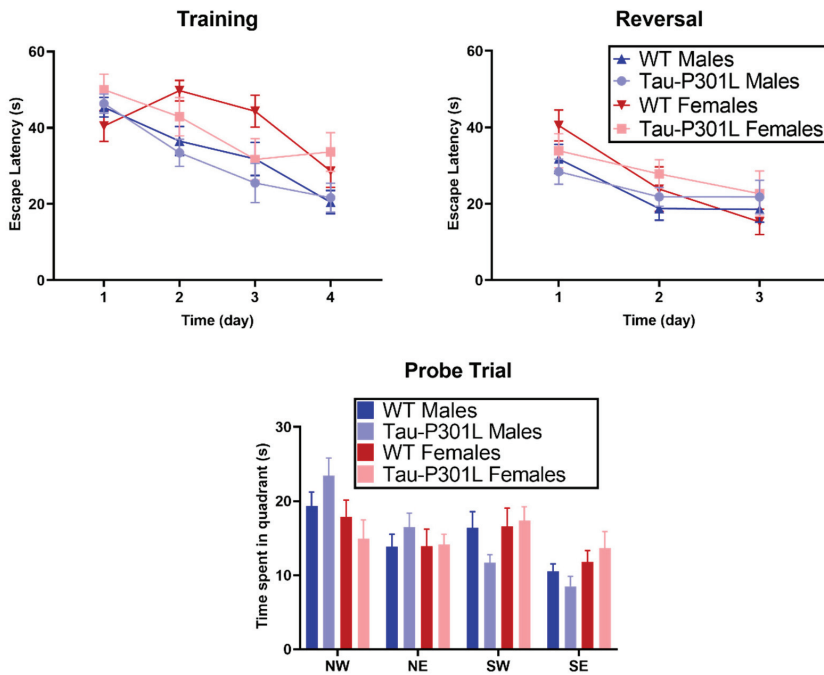 Training
60
40
20
0
Escape Latency (s)
1 2 3 4
Time (day)
Reversal
60
40
20
0
Escape Latency (s)
WT Males
Tau-P301L Males
WT Females
Tau-P301L Females
1 2 3
Time (day)
Probe Trial
30
20
10
0
Time spent in quadrant (s)
WT Males
Tau-P301L Males
WT Females
Tau-P301L Females
NW NE SW SE